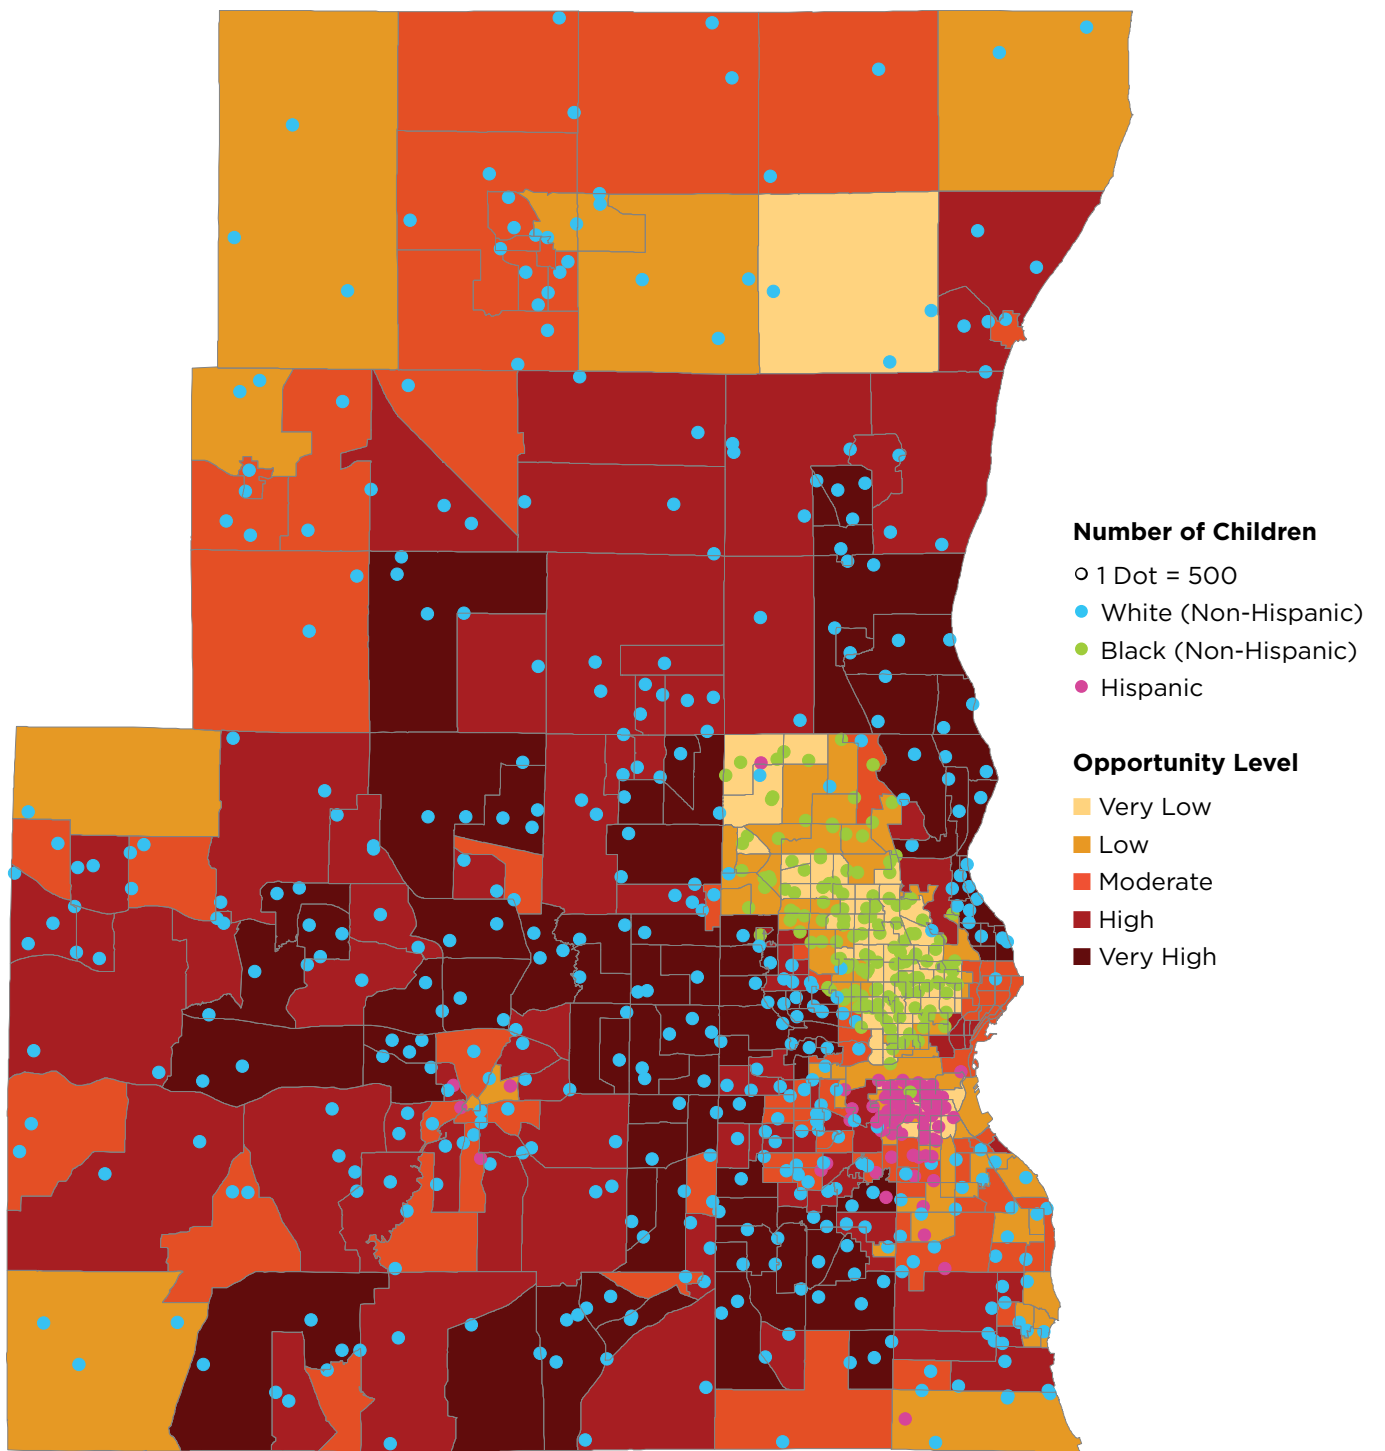 Number of Children
1 Dot = 500
White (Non-Hispanic)
Black (Non-Hispanic)
Hispanic
Opportunity Level
Very Low
Low
Moderate
High
Very High